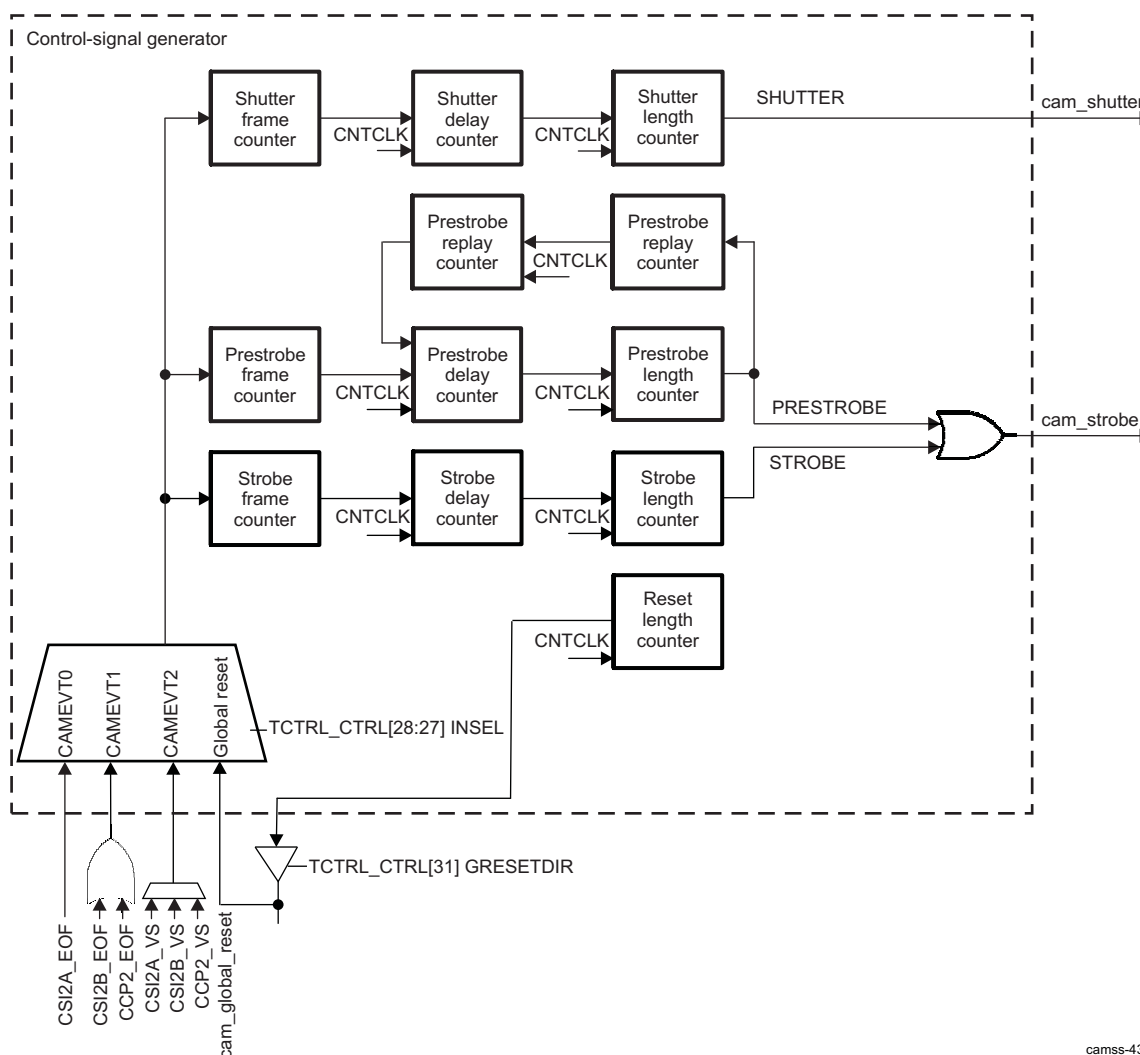 Control-signal generator
Shutter
frame
counter
CNTCLK
Shutter
delay
counter
CNTCLK
Shutter
length
counter
SHUTTER
cam_shutter
Prestrobe
replay
counter
CNTCLK
Prestrobe
replay
counter
Prestrobe
frame
counter
CNTCLK
Prestrobe
delay
counter
CNTCLK
Prestrobe
length
counter
PRESTROBE
cam_strobe
STROBE
Strobe
frame
counter
CNTCLK
Strobe
delay
counter
CNTCLK
Strobe
length
counter
Reset
length
counter
CNTCLK
CAMEVT0
CAMEVT1
CAMEVT2
Global reset
TCTRL_CTRL[28:27] INSEL
TCTRL_CTRL[31] GRESETDIR
CSI2A_EOF
CSI2B_EOF
CCP2_EOF
CSI2A_VS
CSI2B_VS
CCP2_VS
cam_global_reset
camss-43